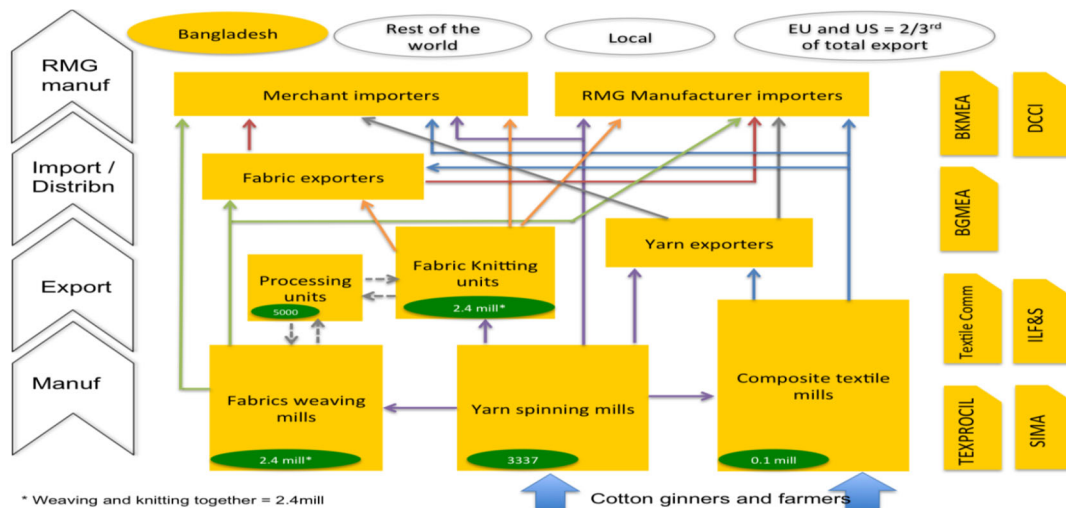 Bangladesh
Rest of the
world
Local
EU and US = 2/3rd
of total export
RMG
manuf
Merchant importers
RMG Manufacturer importers
BKMEA
DCCI
Import /
Distribn
Fabric exporters
BGMEA
Yarn exporters
Export
Processing
units
5000
Fabric Knitting
units
2.4 mill*
Textile Comm
ILF&S
Manuf
Fabrics weaving
mills
2.4 mill*
Yarn spinning mills
3337
Composite textile
mills
0.1 mill
TEXPROCIL
SIMA
* Weaving and knitting together = 2.4mill
Cotton ginners and farmers